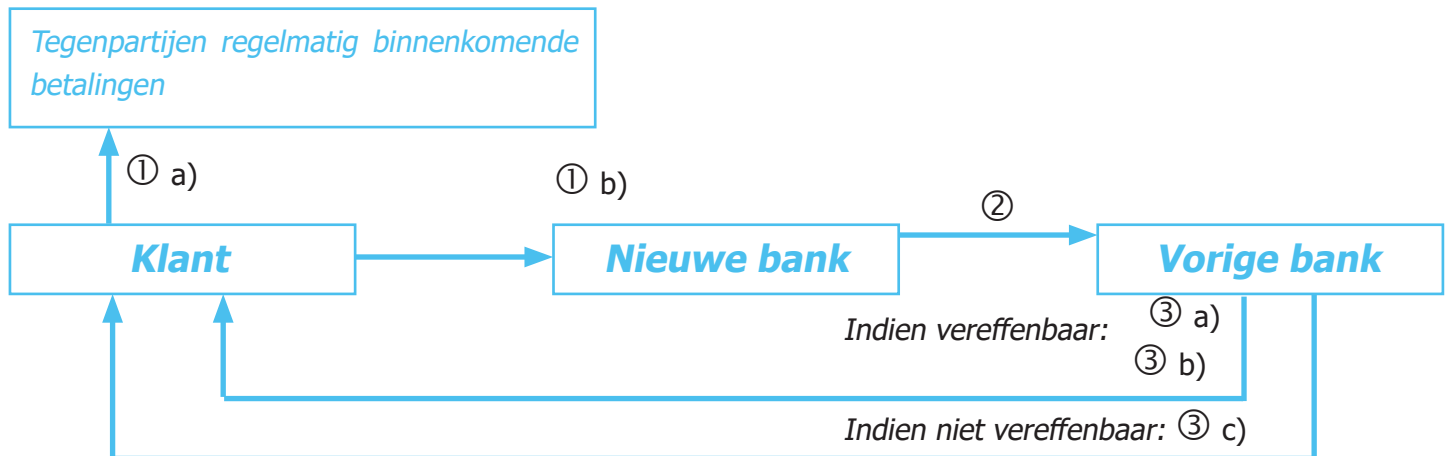 Tegenpartijen regelmatig binnenkomende
betalingen
① a)
① b)
②
Klant
Nieuwe bank
Vorige bank
Indien vereffenbaar: ③ a)
③ b)
Indien niet vereffenbaar: ③ c)